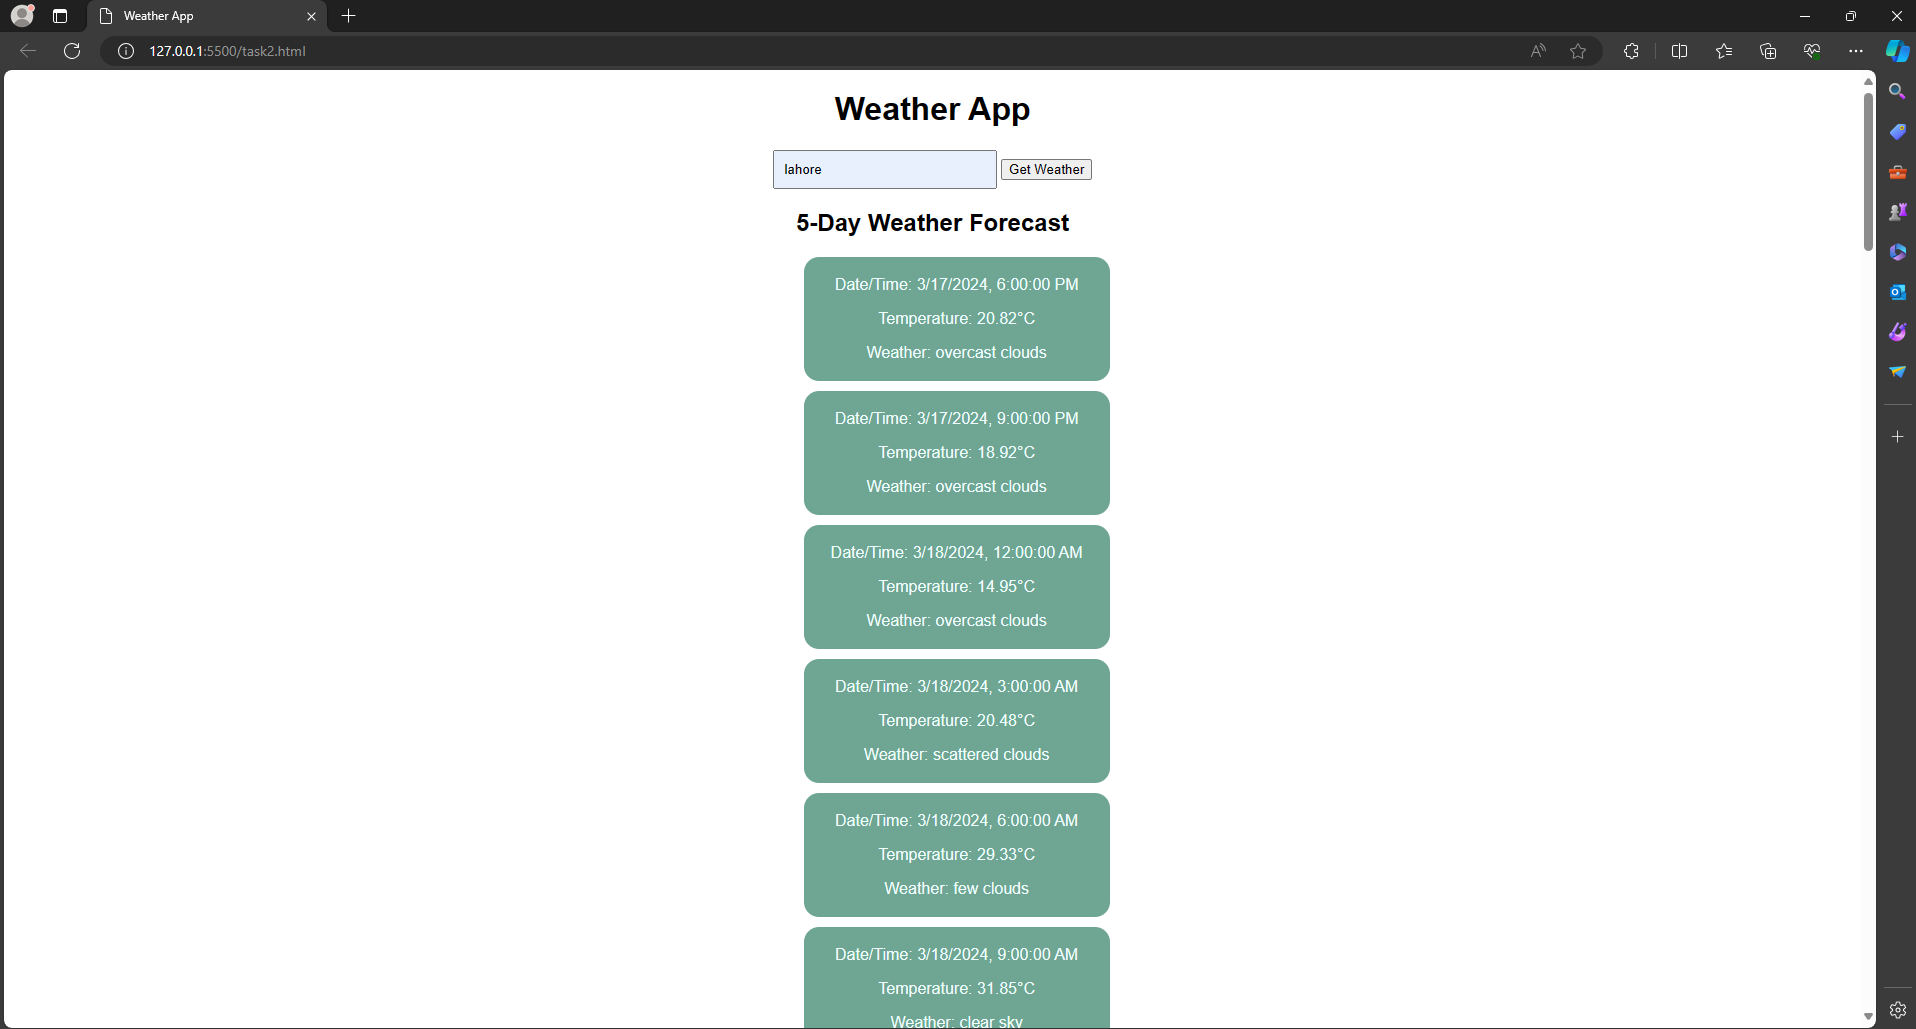 Weather App
127.0.0.1:5500/task2.html
Weather App
lahore
Get Weather
5-Day Weather Forecast
Date/Time: 3/17/2024, 6:00:00 PM
Temperature: 20.82°C
Weather: overcast clouds
Date/Time: 3/17/2024, 9:00:00 PM
Temperature: 18.92°C
Weather: overcast clouds
Date/Time: 3/18/2024, 12:00:00 AM
Temperature: 14.95°C
Weather: overcast clouds
Date/Time: 3/18/2024, 3:00:00 AM
Temperature: 20.48°C
Weather: scattered clouds
Date/Time: 3/18/2024, 6:00:00 AM
Temperature: 29.33°C
Weather: few clouds
Date/Time: 3/18/2024, 9:00:00 AM
Temperature: 31.85°C
Weather: clear sky